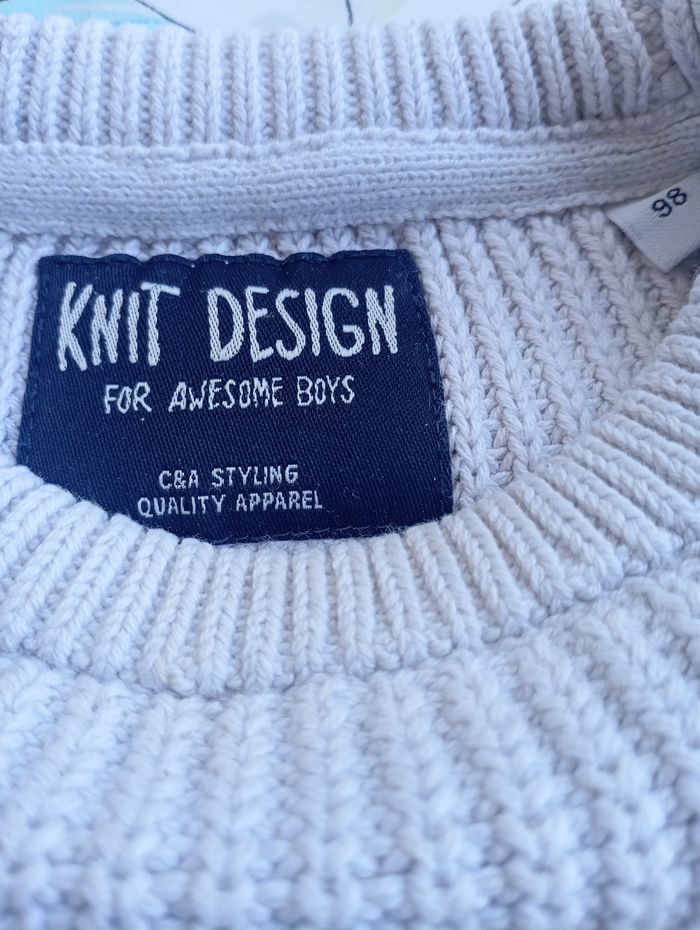 98
KNIT DESIGN
FOR AWESOME BOYS
C&A STYLING
QUALITY APPAREL